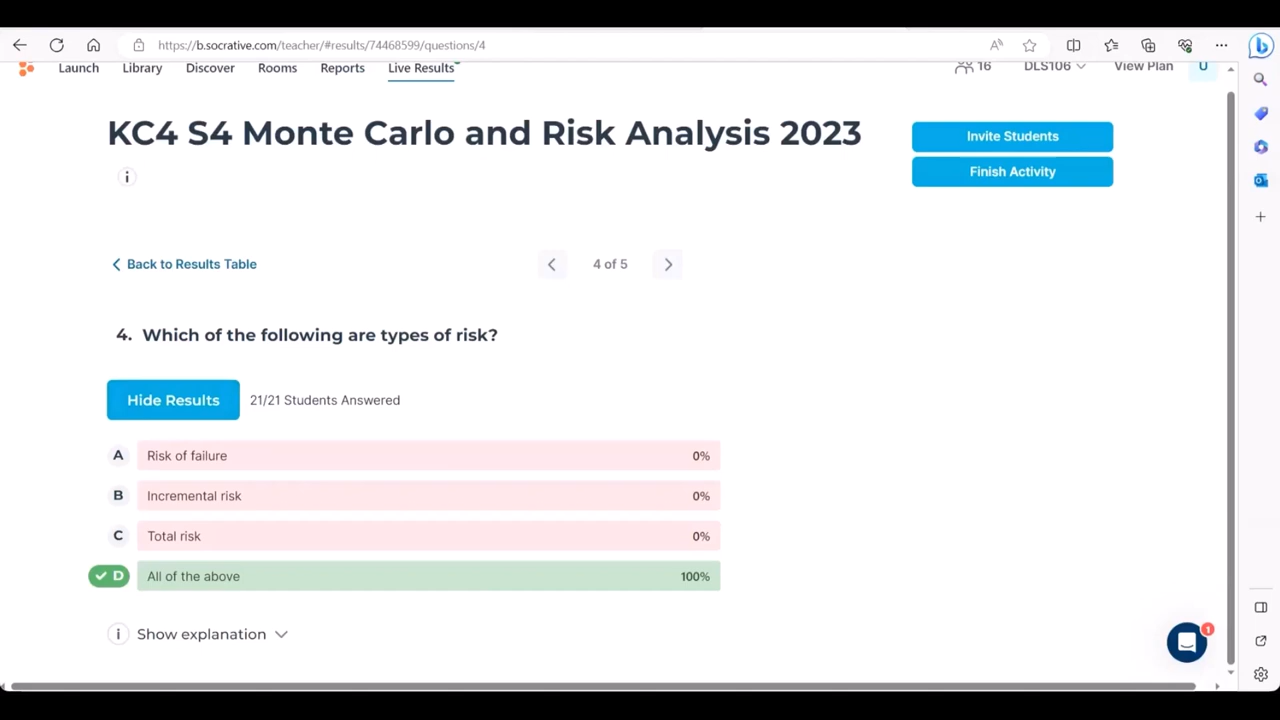 https://b.socrative.com/teacher/#results/74468599/questions/4
Launch Library Discover Rooms Reports Live Results 16 DLS106 View Plan U
KC4 S4 Monte Carlo and Risk Analysis 2023
Invite Students
Finish Activity
Back to Results Table 4 of 5
4. Which of the following are types of risk?
Hide Results 21/21 Students Answered
A Risk of failure 0%
B Incremental risk 0%
C Total risk 0%
D All of the above 100%
Show explanation
1